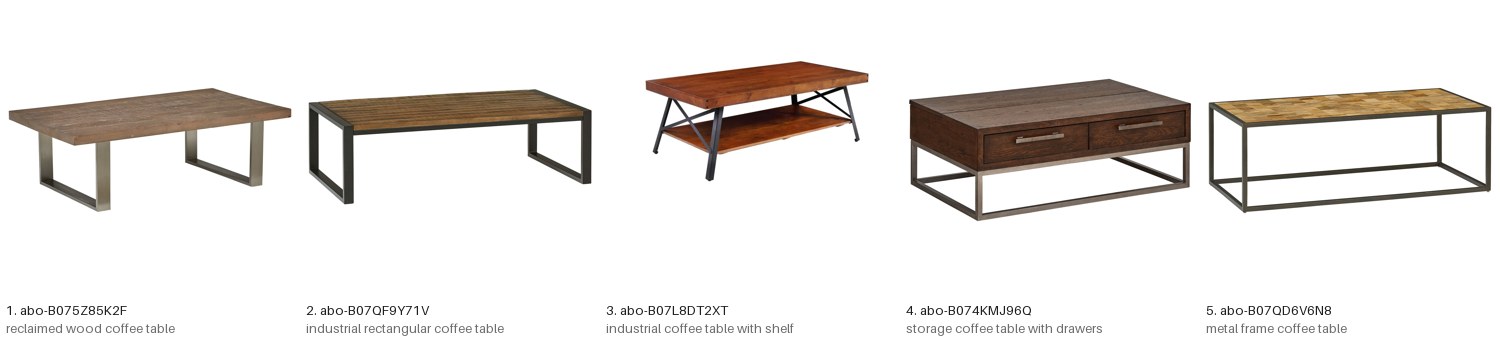 1. abo-B075Z85K2F
reclaimed wood coffee table
2. abo-B07QF9Y71V
industrial rectangular coffee table
3. abo-B07L8DT2XT
industrial coffee table with shelf
4. abo-B074KMJ96Q
storage coffee table with drawers
5. abo-B07QD6V6N8
metal frame coffee table